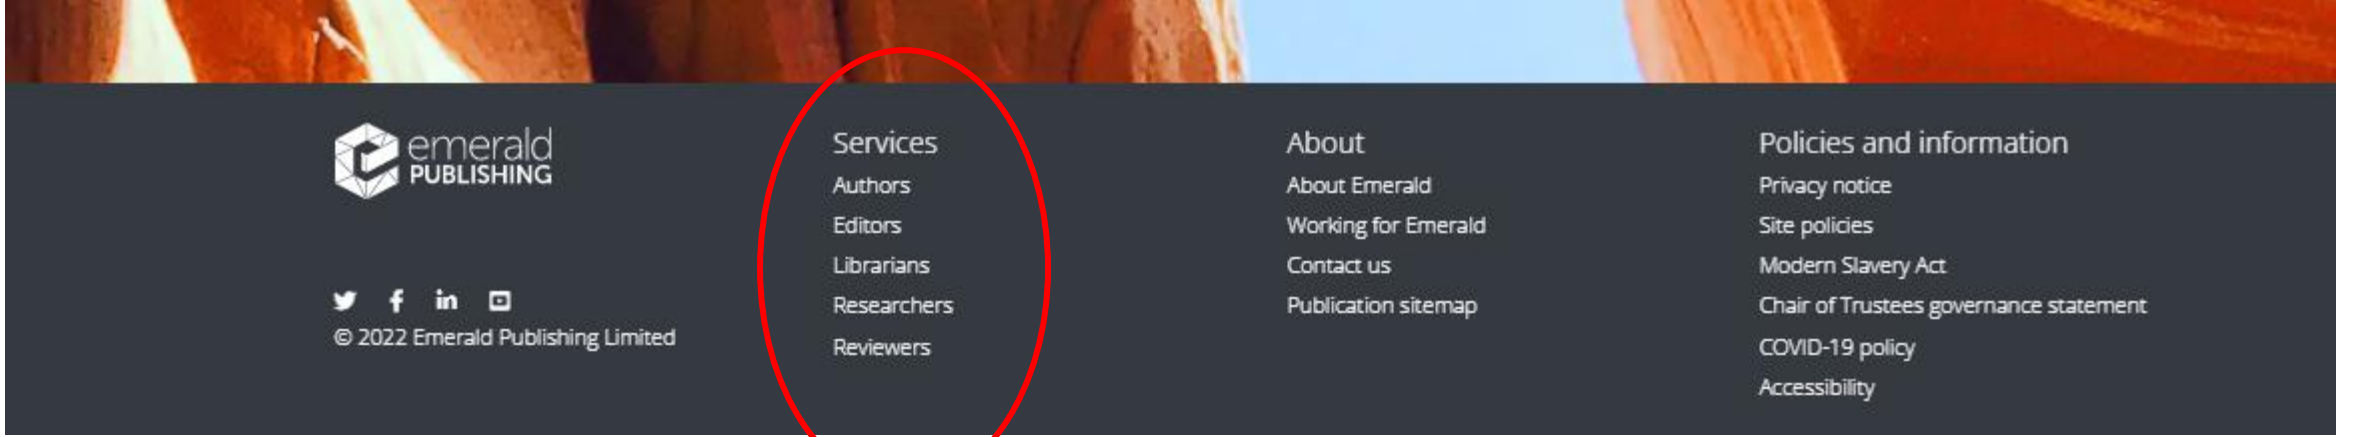 emerald
PUBLISHING
© 2022 Emerald Publishing Limited
Services
Authors
Editors
Librarians
Researchers
Reviewers
About
About Emerald
Working for Emerald
Contact us
Publication sitemap
Policies and information
Privacy notice
Site policies
Modern Slavery Act
Chair of Trustees governance statement
COVID-19 policy
Accessibility